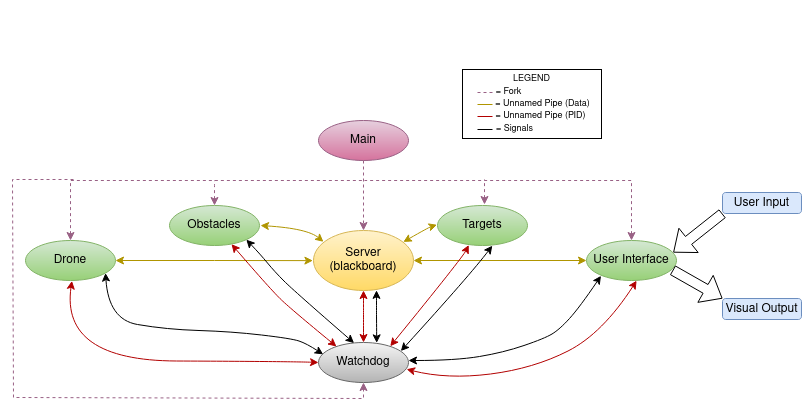 LEGEND
= Fork
= Unnamed Pipe (Data)
= Unnamed Pipe (PID)
= Signals
Main
User Input
Obstacles
Targets
Server
(blackboard)
Drone
User Interface
Visual Output
Watchdog